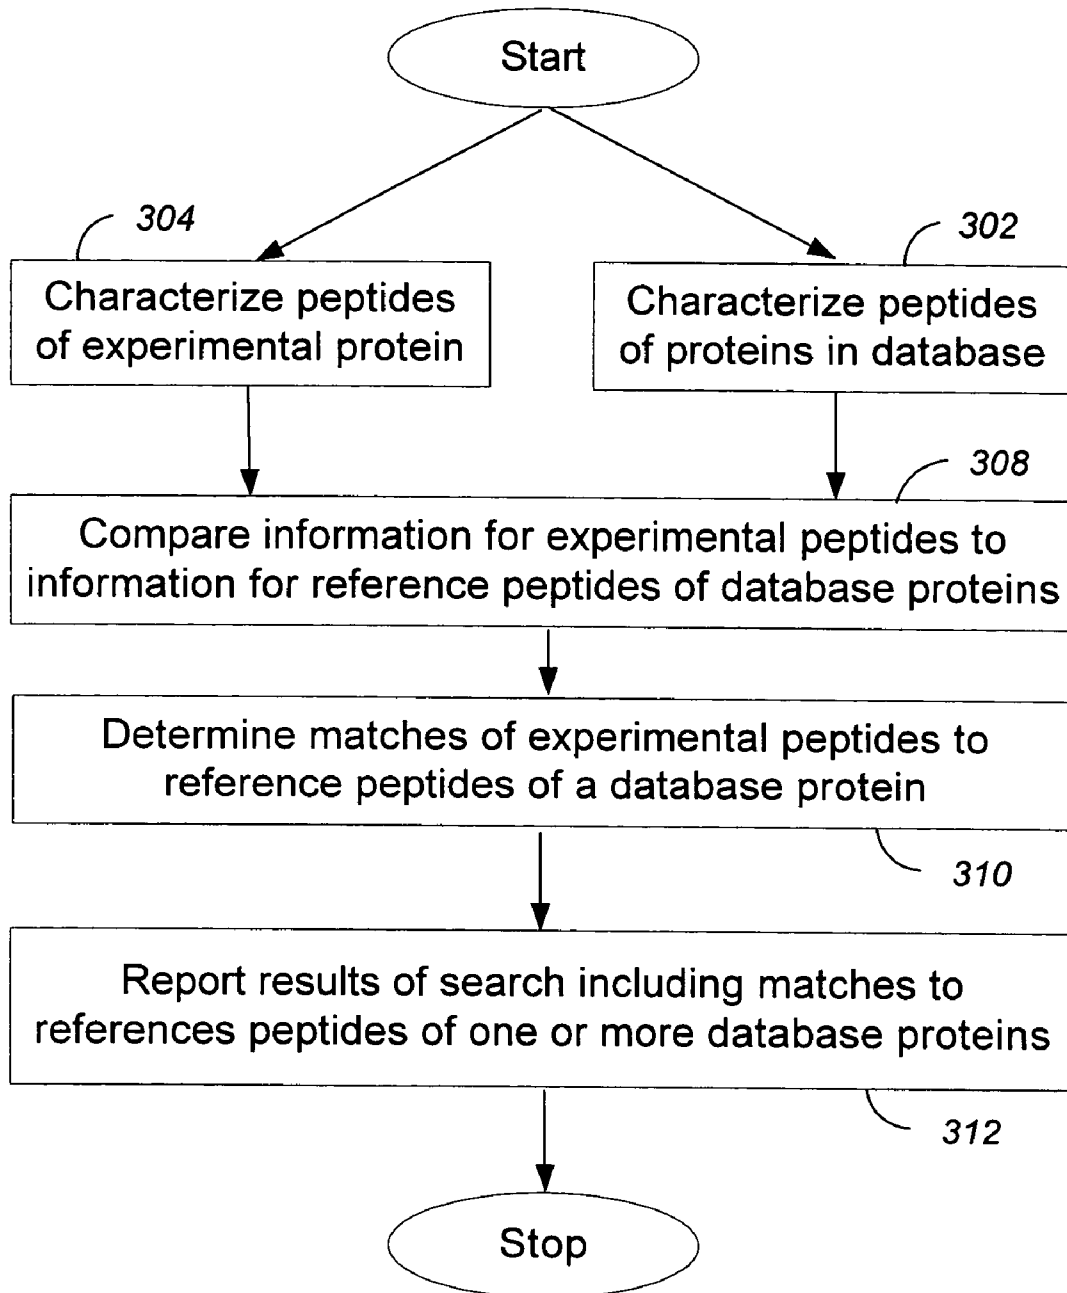 Start
304
302
Characterize peptides
of experimental protein
Characterize peptides
of proteins in database
308
Compare information for experimental peptides to
information for reference peptides of database proteins
Determine matches of experimental peptides to
reference peptides of a database protein
310
Report results of search including matches to
references peptides of one or more database proteins
312
Stop